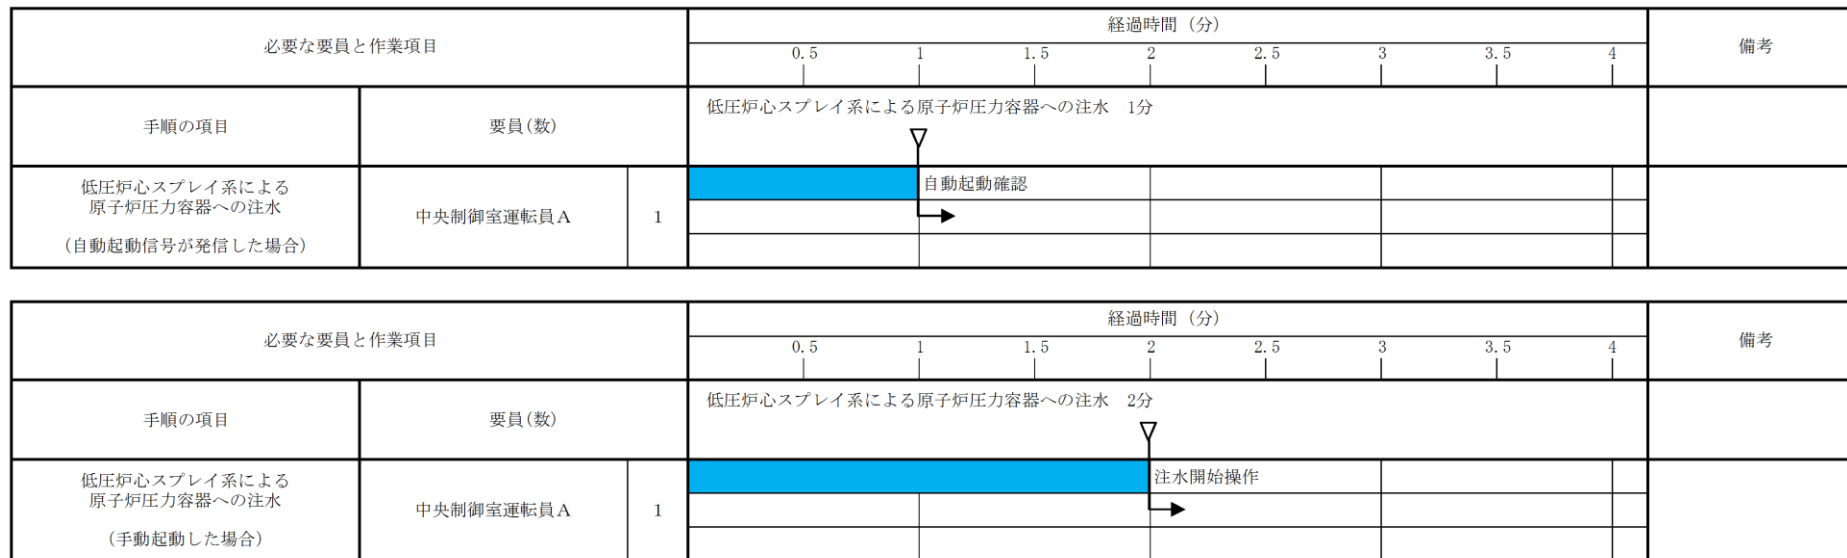 必要な要員と作業項目
経過時間（分）
備考
0.5 1 1.5 2 2.5 3 3.5 4
手順の項目
要員(数)
低圧炉心スプレイ系による原子炉圧力容器への注水　1分
低圧炉心スプレイ系による
原子炉圧力容器への注水
（自動起動信号が発信した場合）
中央制御室運転員Ａ
1
自動起動確認
必要な要員と作業項目
経過時間（分）
備考
0.5 1 1.5 2 2.5 3 3.5 4
手順の項目
要員(数)
低圧炉心スプレイ系による原子炉圧力容器への注水　2分
低圧炉心スプレイ系による
原子炉圧力容器への注水
（手動起動した場合）
中央制御室運転員Ａ
1
注水開始操作